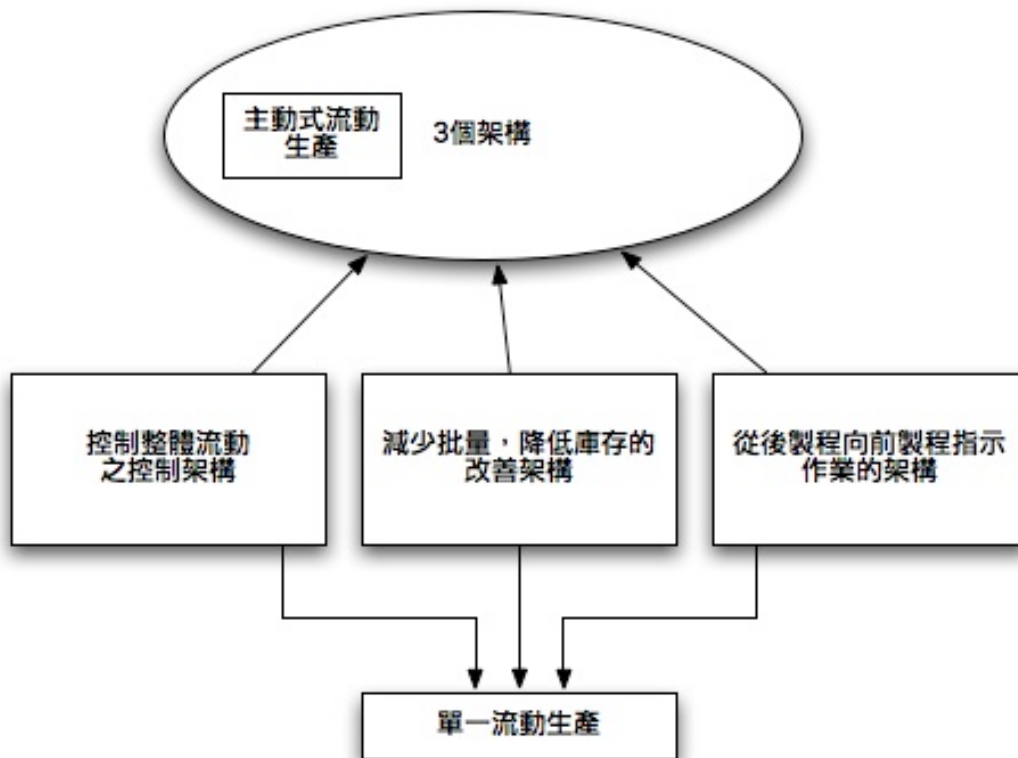 主動式流動
生產
3個架構
控制整體流動
之控制架構
減少批量，降低庫存的
改善架構
從後製程向前製程指示
作業的架構
單一流動生產